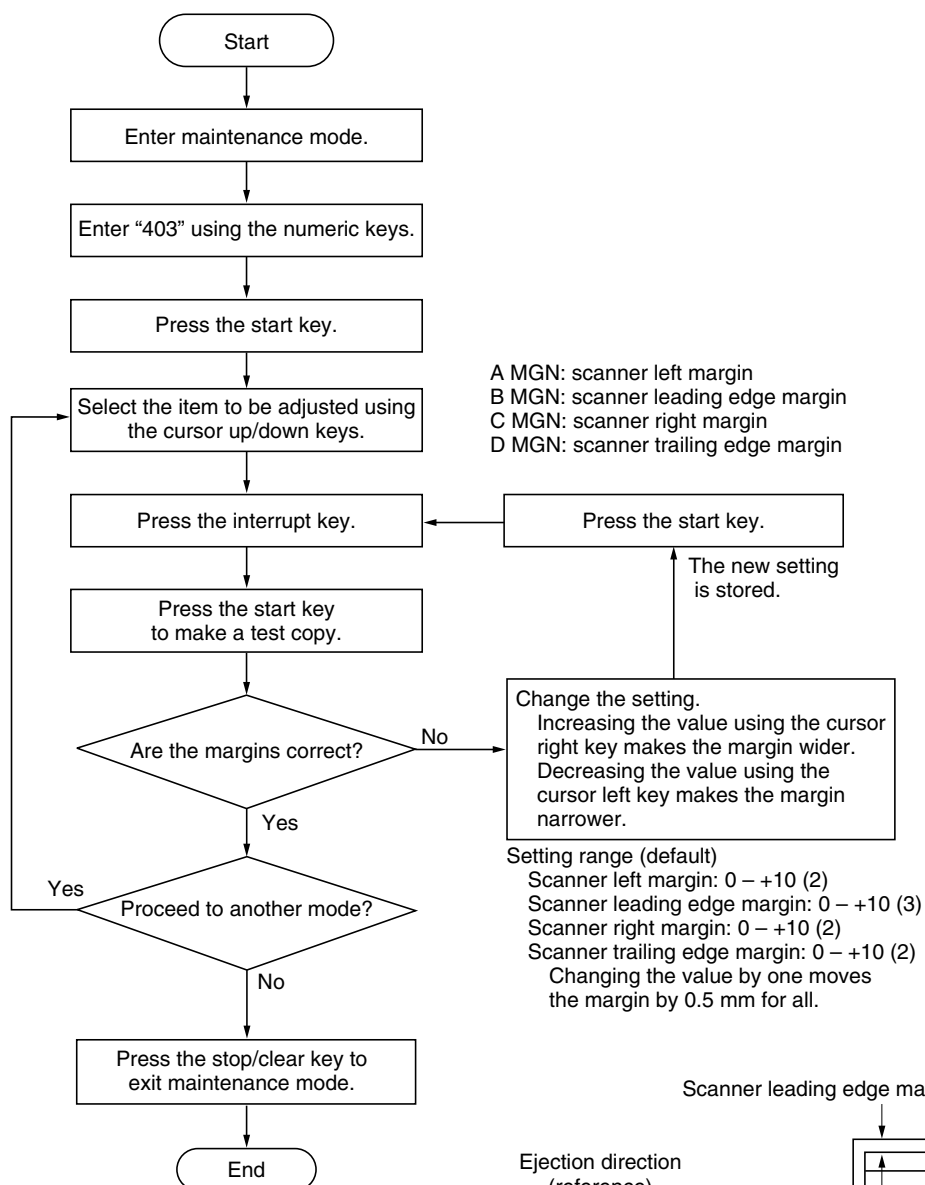 Start
Enter maintenance mode.
Enter “403” using the numeric keys.
Press the start key.
Select the item to be adjusted using
the cursor up/down keys.
A MGN: scanner left margin
B MGN: scanner leading edge margin
C MGN: scanner right margin
D MGN: scanner trailing edge margin
Press the interrupt key.
Press the start key.
The new setting
is stored.
Press the start key
to make a test copy.
Are the margins correct?
No
Change the setting.
Increasing the value using the cursor
right key makes the margin wider.
Decreasing the value using the
cursor left key makes the margin
narrower.
Yes
Setting range (default)
Scanner left margin: 0 – +10 (2)
Scanner leading edge margin: 0 – +10 (3)
Scanner right margin: 0 – +10 (2)
Scanner trailing edge margin: 0 – +10 (2)
Changing the value by one moves
the margin by 0.5 mm for all.
Yes
Proceed to another mode?
No
Press the stop/clear key to
exit maintenance mode.
End
Scanner leading edge ma
Ejection direction
(reference)